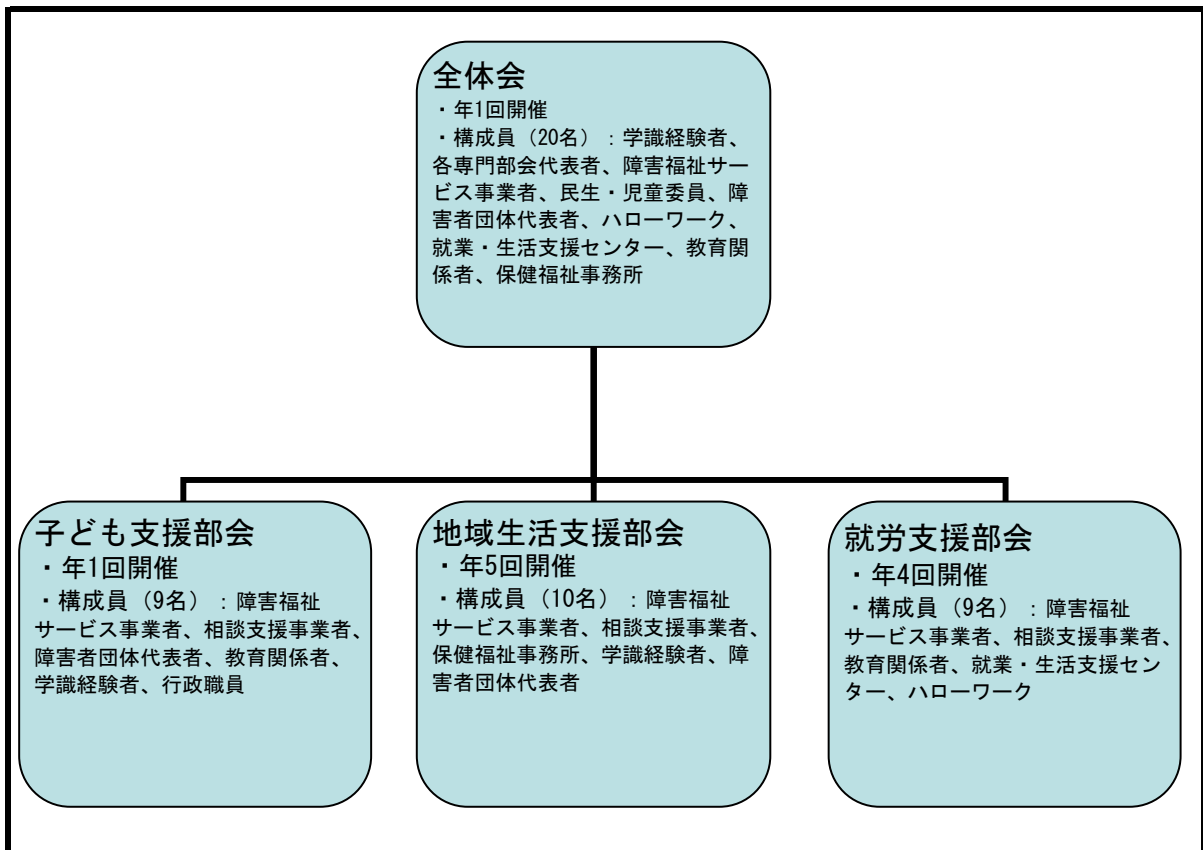 全体会
・年1回開催
・構成員（20名）：学識経験者、
各専門部会代表者、障害福祉サー
ビス事業者、民生・児童委員、障
害者団体代表者、ハローワーク、
就業・生活支援センター、教育関
係者、保健福祉事務所
子ども支援部会
・年1回開催
・構成員（9名）：障害福祉
サービス事業者、相談支援事業者、
障害者団体代表者、教育関係者、
学識経験者、行政職員
地域生活支援部会
・年5回開催
・構成員（10名）：障害福祉
サービス事業者、相談支援事業者、
保健福祉事務所、学識経験者、障
害者団体代表者
就労支援部会
・年4回開催
・構成員（9名）：障害福祉
サービス事業者、相談支援事業者、
教育関係者、就業・生活支援セン
ター、ハローワーク